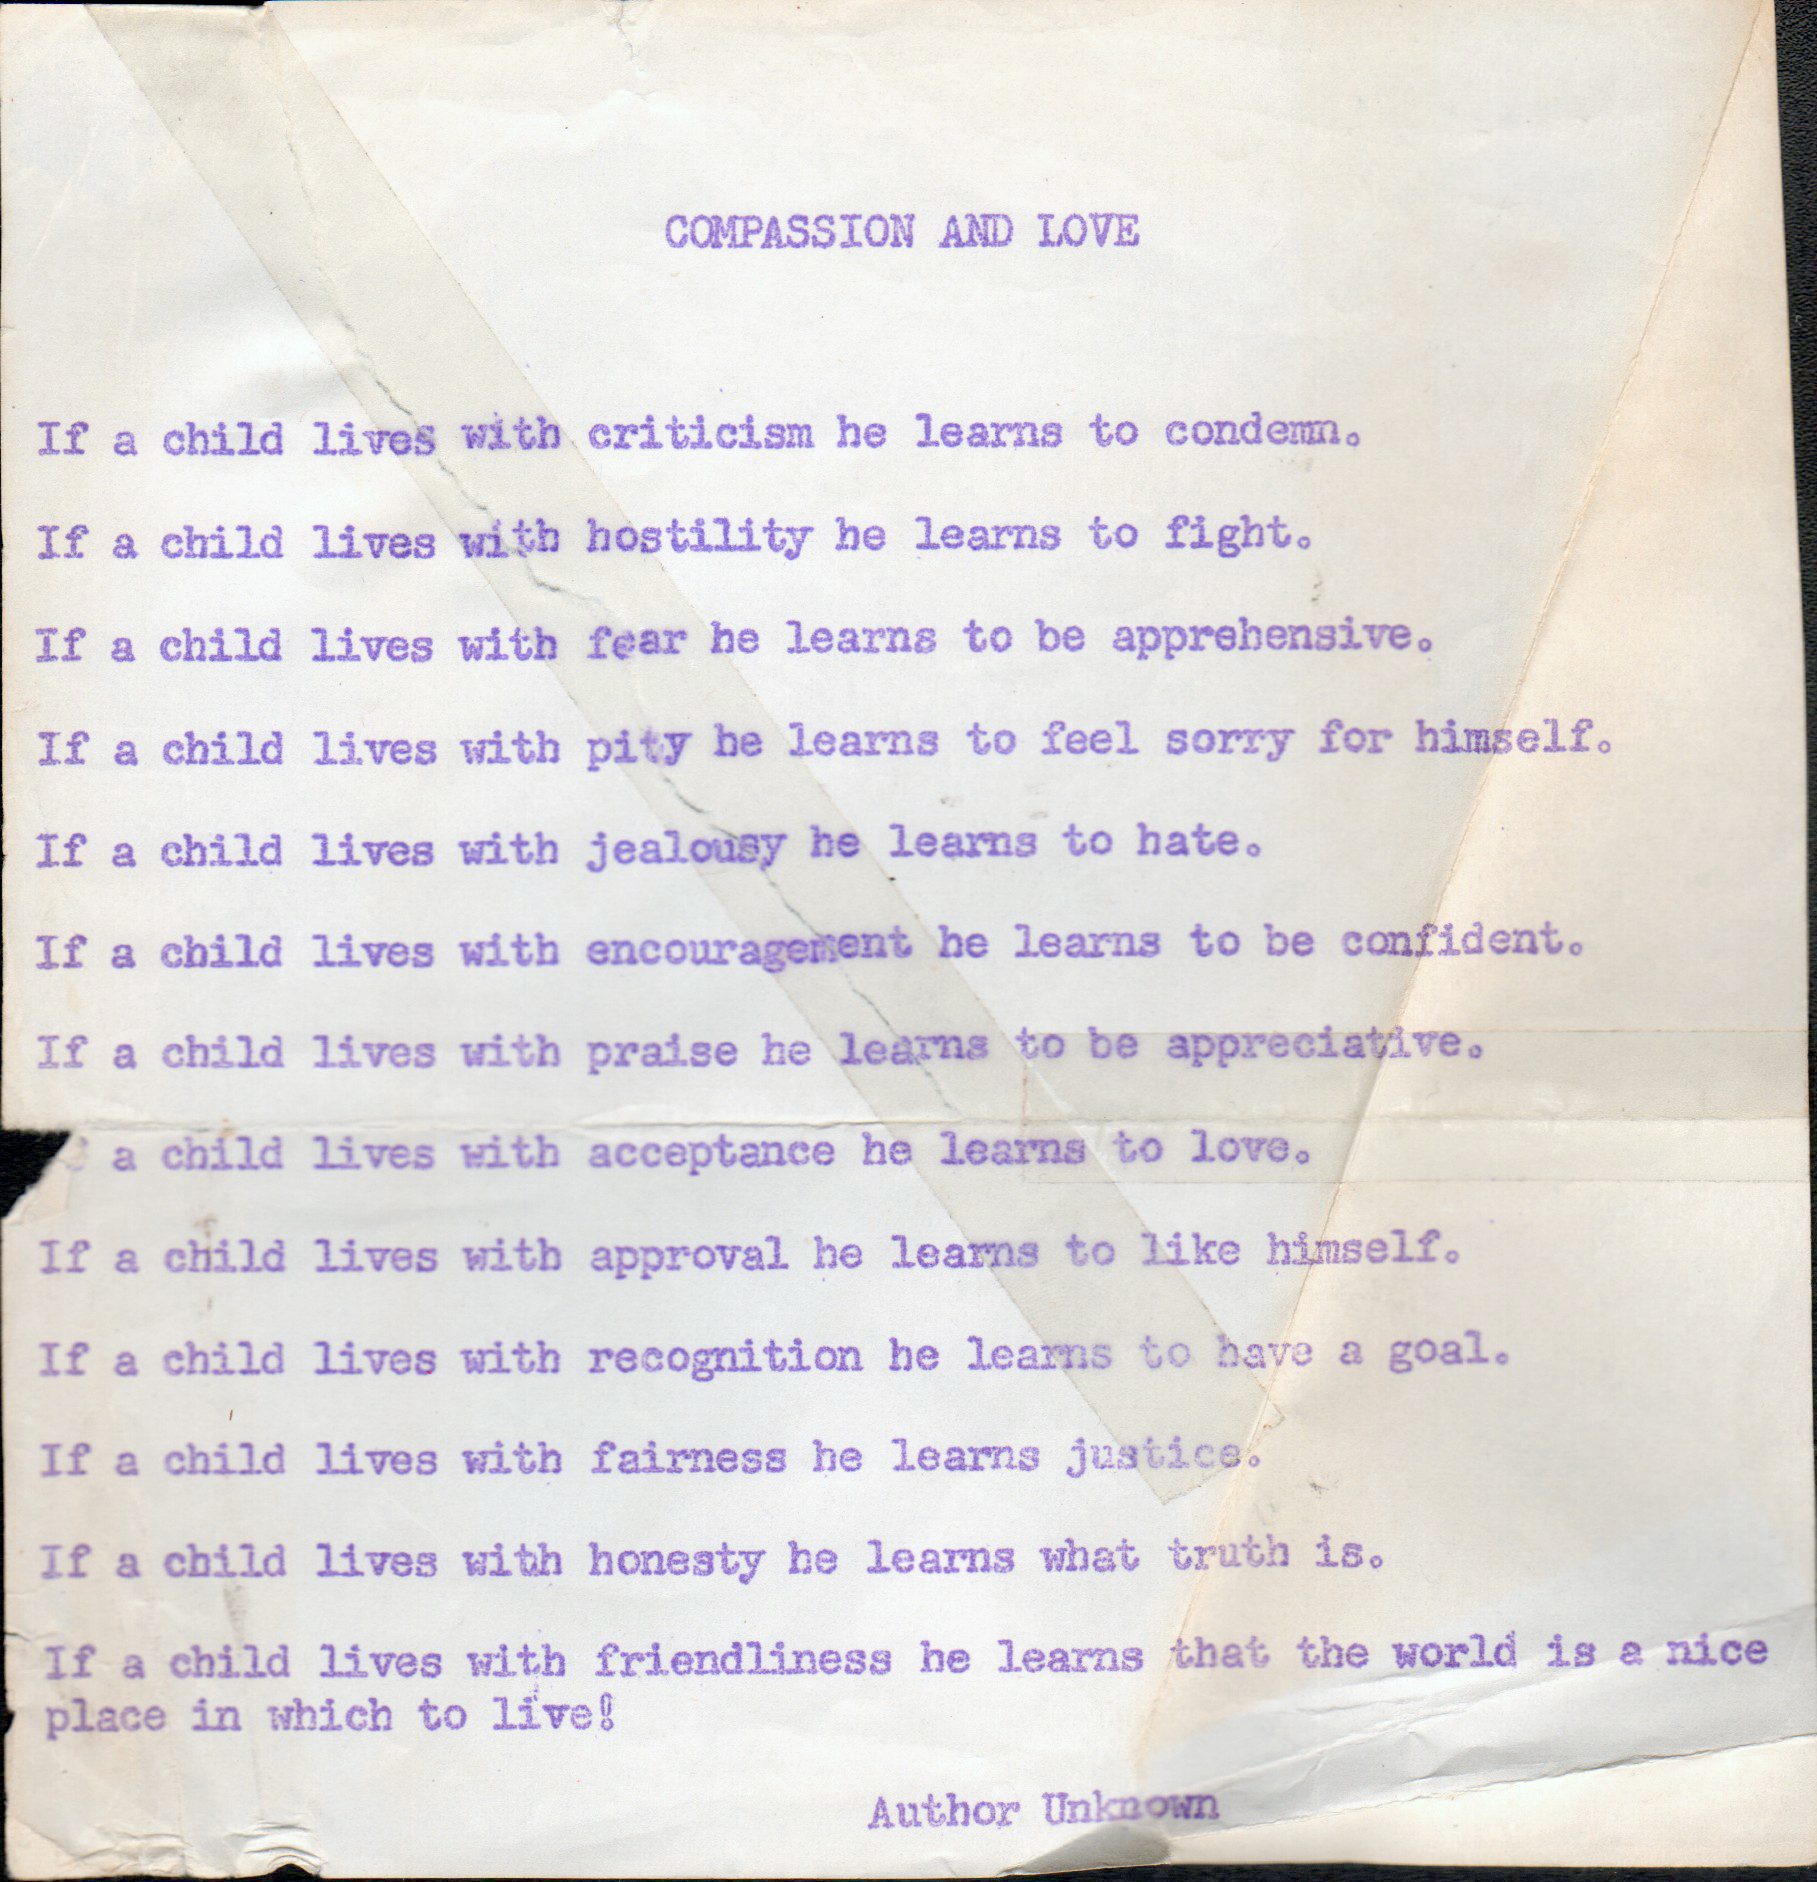 COMPASSION AND LOVE
If a child lives with criticism he learns to condemn.
If a child lives with hostility he learns to fight.
If a child lives with fear he learns to be apprehensive.
If a child lives with pity he learns to feel sorry for himself.
If a child lives with jealousy he learns to hate.
If a child lives with encouragement he learns to be confident.
If a child lives with praise he learns to be appreciative.
a child lives with acceptance he learns to love.
If a child lives with approval he learns to like himself.
If a child lives with recognition he learns to have a goal.
If a child lives with fairness he learns justice.
If a child lives with honesty he learns what truth is.
If a child lives with friendliness he learns that the world is a nice
place in which to live!
Author Unknown